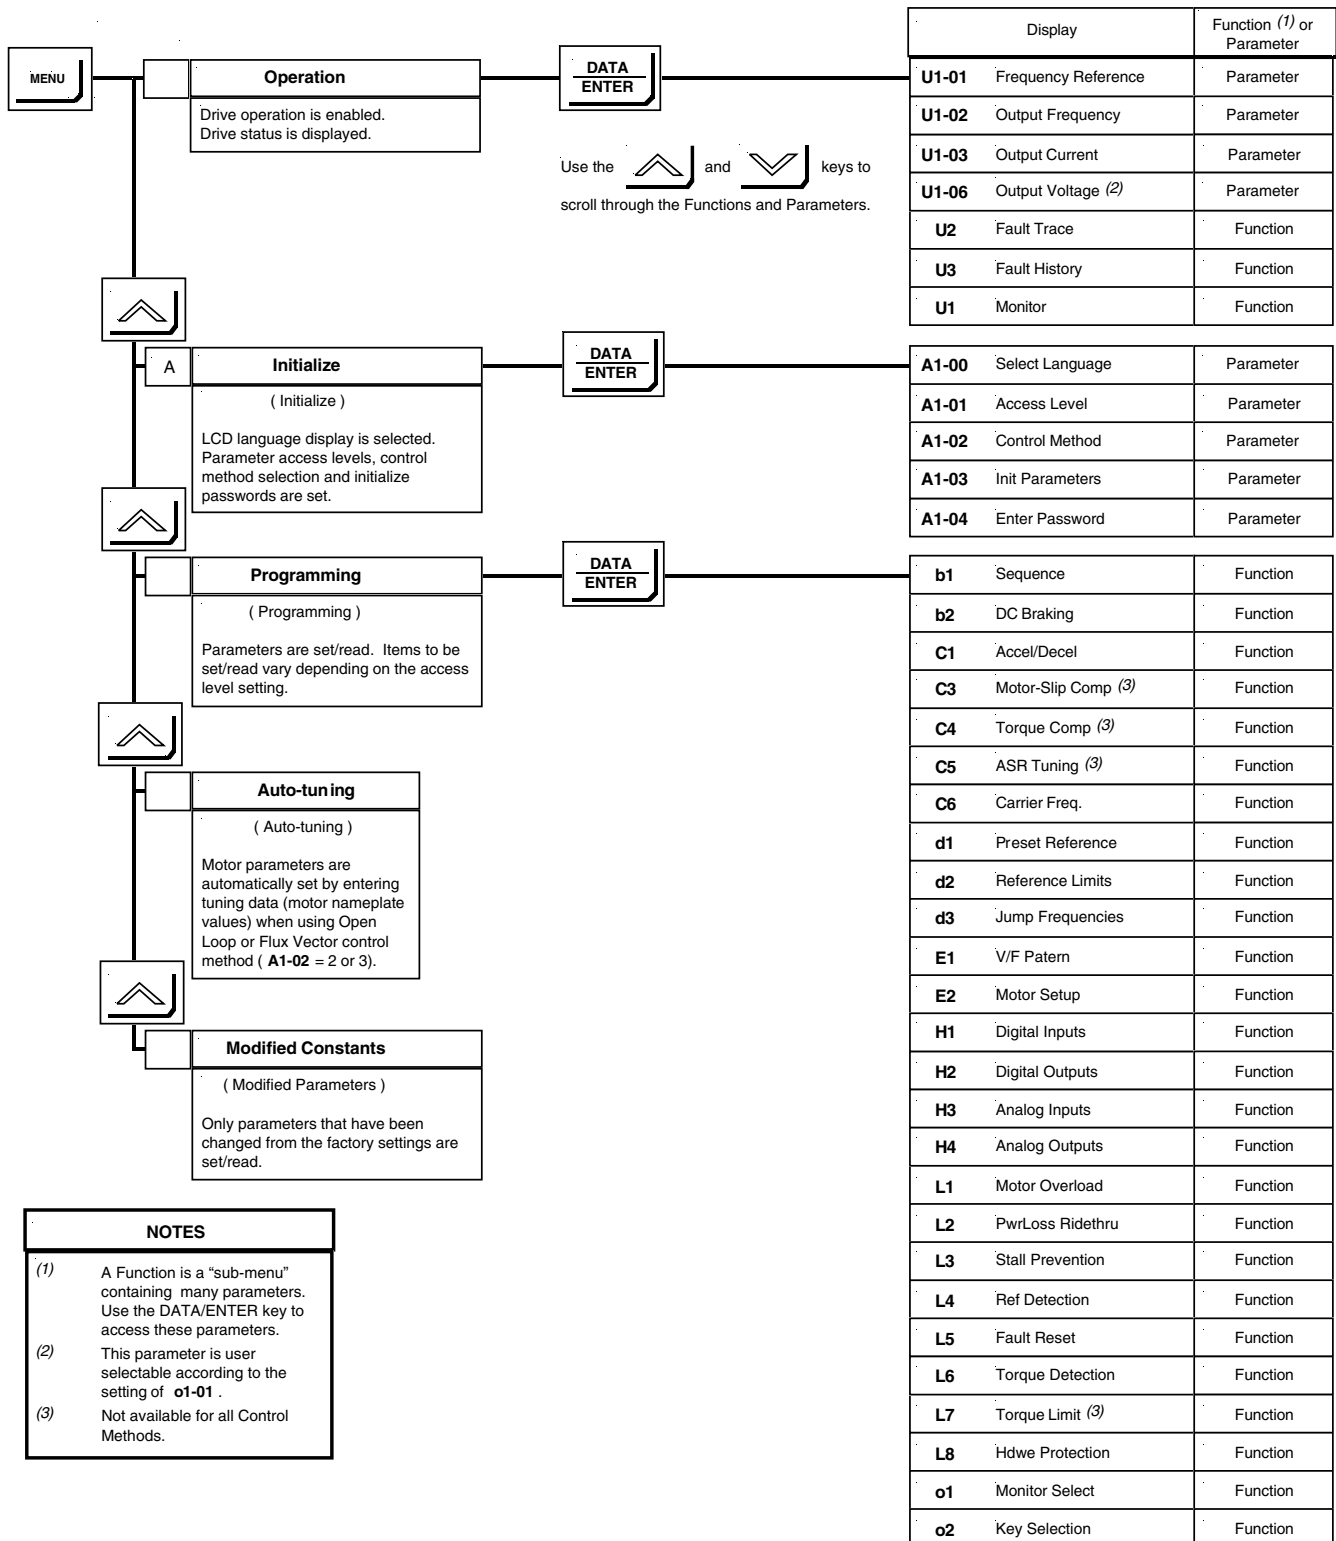 MENU
Operation
Drive operation is enabled.
Drive status is displayed.
DATA
ENTER
Use the and keys to
scroll through the Functions and Parameters.
A
Initialize
( Initialize )
LCD language display is selected.
Parameter access levels, control
method selection and initialize
passwords are set.
DATA
ENTER
Programming
( Programming )
Parameters are set/read. Items to be
set/read vary depending on the access
level setting.
DATA
ENTER
Auto-tuning
( Auto-tuning )
Motor parameters are
automatically set by entering
tuning data (motor nameplate
values) when using Open
Loop or Flux Vector control
method ( A1-02 = 2 or 3).
Modified Constants
( Modified Parameters )
Only parameters that have been
changed from the factory settings are
set/read.
NOTES
(1) A Function is a “sub-menu”
containing many parameters.
Use the DATA/ENTER key to
access these parameters.
(2) This parameter is user
selectable according to the
setting of o1-01 .
(3) Not available for all Control
Methods.
Display Function (1) or
Parameter
U1-01 Frequency Reference Parameter
U1-02 Output Frequency Parameter
U1-03 Output Current Parameter
U1-06 Output Voltage (2) Parameter
U2 Fault Trace Function
U3 Fault History Function
U1 Monitor Function
A1-00 Select Language Parameter
A1-01 Access Level Parameter
A1-02 Control Method Parameter
A1-03 Init Parameters Parameter
A1-04 Enter Password Parameter
b1 Sequence Function
b2 DC Braking Function
C1 Accel/Decel Function
C3 Motor-Slip Comp (3) Function
C4 Torque Comp (3) Function
C5 ASR Tuning (3) Function
C6 Carrier Freq. Function
d1 Preset Reference Function
d2 Reference Limits Function
d3 Jump Frequencies Function
E1 V/F Patern Function
E2 Motor Setup Function
H1 Digital Inputs Function
H2 Digital Outputs Function
H3 Analog Inputs Function
H4 Analog Outputs Function
L1 Motor Overload Function
L2 PwrLoss Ridethru Function
L3 Stall Prevention Function
L4 Ref Detection Function
L5 Fault Reset Function
L6 Torque Detection Function
L7 Torque Limit (3) Function
L8 Hdwe Protection Function
o1 Monitor Select Function
o2 Key Selection Function